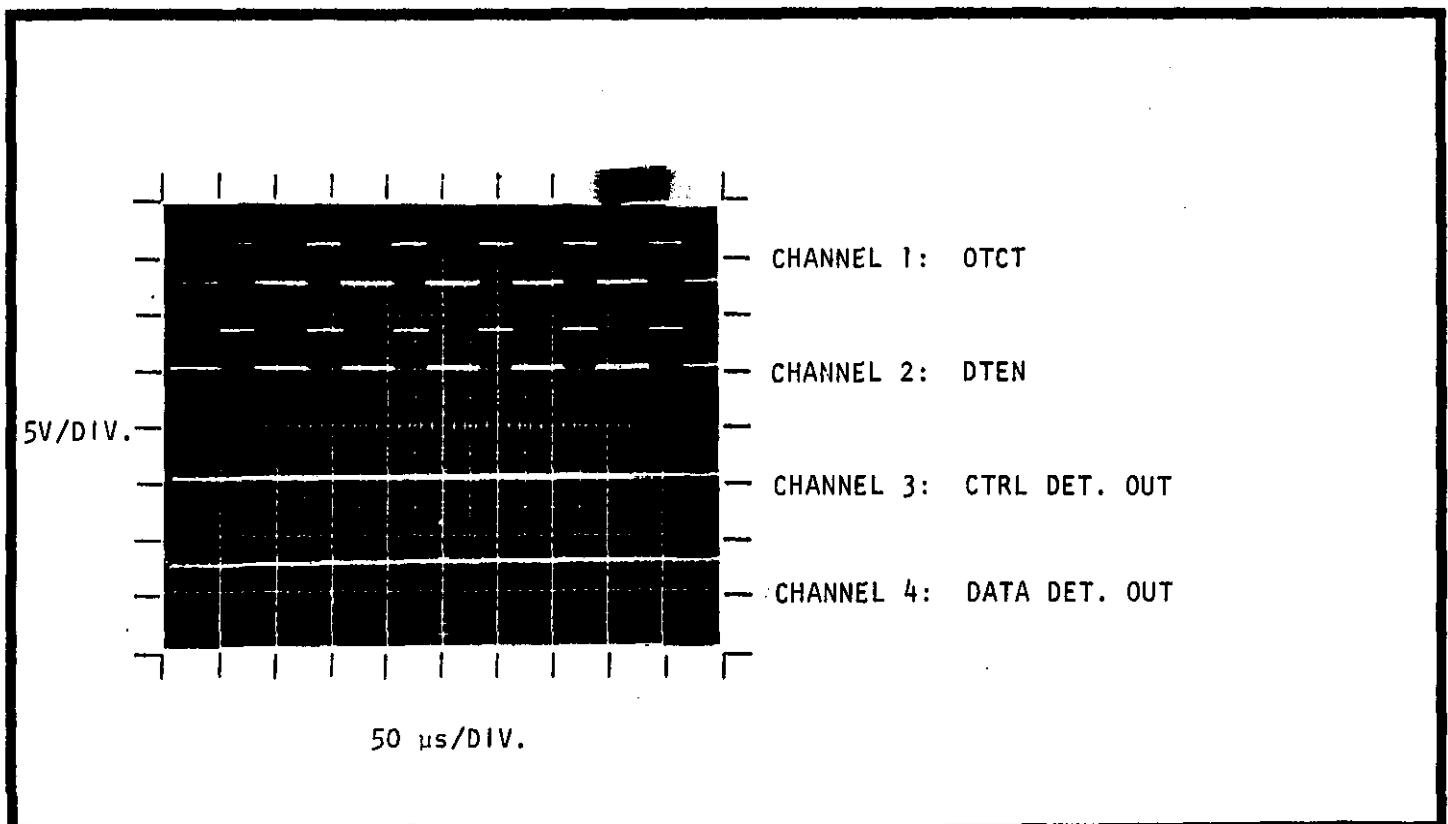 CHANNEL 1: OTCT
CHANNEL 2: DTEN
5V/DIV.
CHANNEL 3: CTRL DET. OUT
CHANNEL 4: DATA DET. OUT
50 µs/DIV.